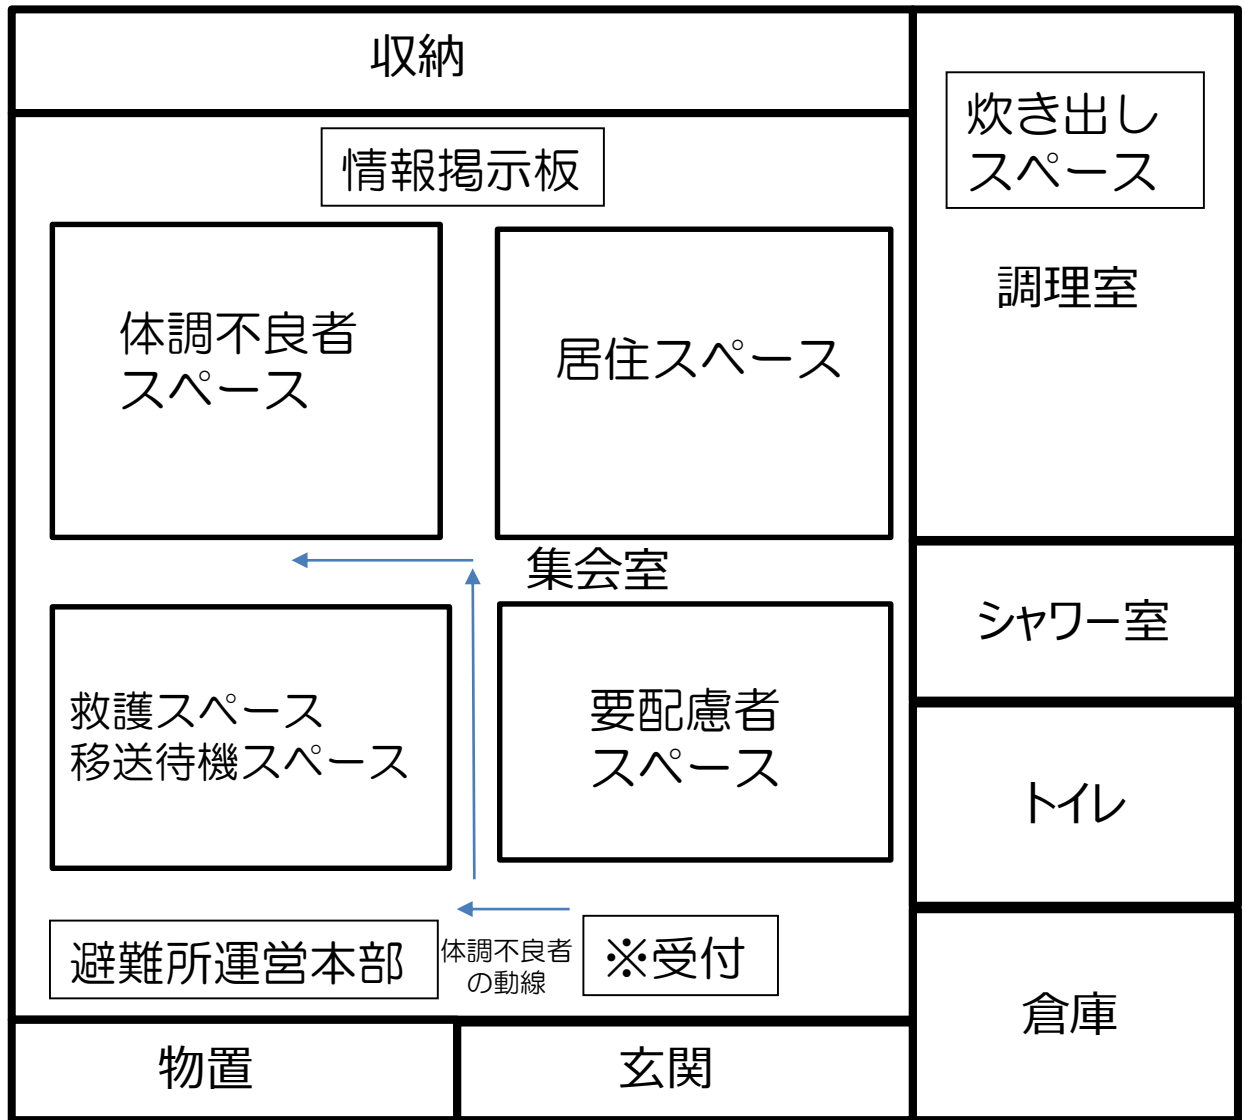 収納
炊き出し
スペース
情報掲示板
調理室
体調不良者
スペース
居住スペース
集会室
シャワー室
救護スペース
移送待機スペース
要配慮者
スペース
トイレ
避難所運営本部
体調不良者
の動線
※受付
倉庫
物置
玄関